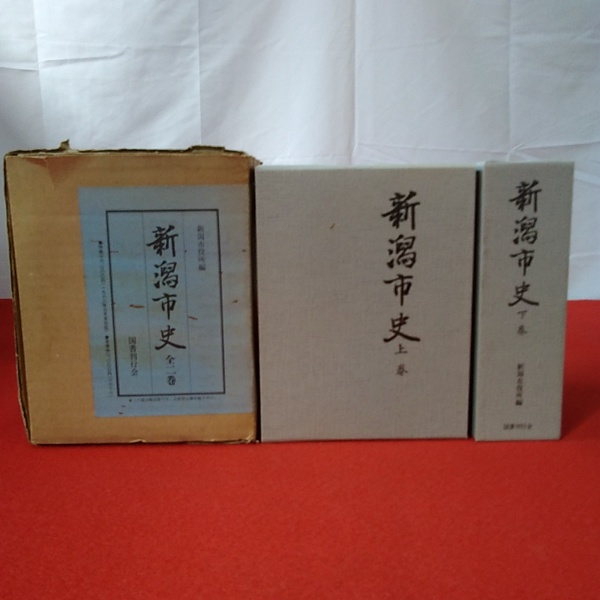 新潟市役所編
新潟市史 全二巻
国書刊行会
新潟市史 上巻
新潟市史 下巻
新潟市役所編
国書刊行会